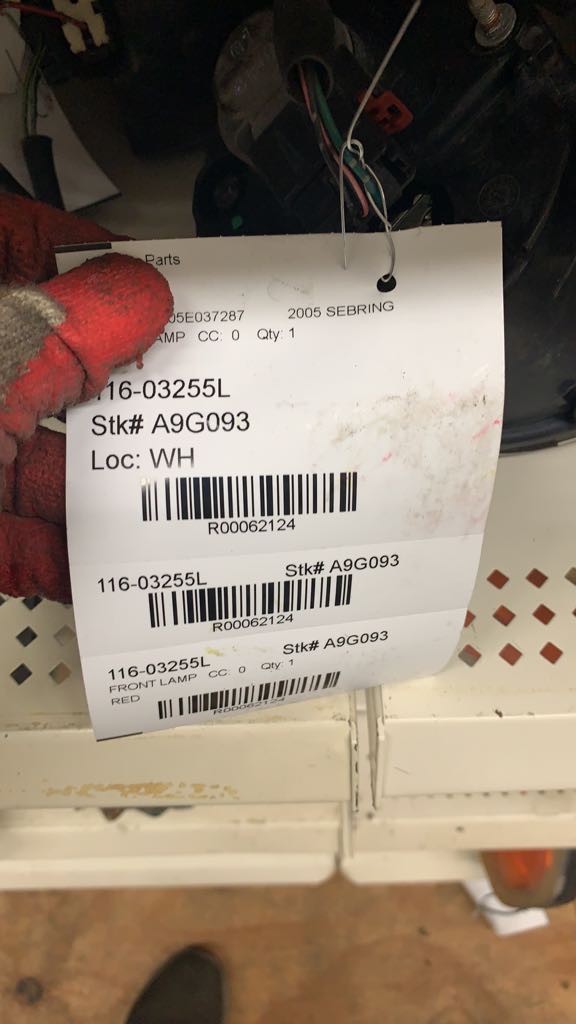 Parts
05E037287 2005 SEBRING
AMP CC: 0 Qty: 1
116-03255L
Stk# A9G093
Loc: WH
R00062124
116-03255L Stk# A9G093
R00062124
116-03255L Stk# A9G093
FRONT LAMP CC: 0 Qty: 1
RED
R00062124